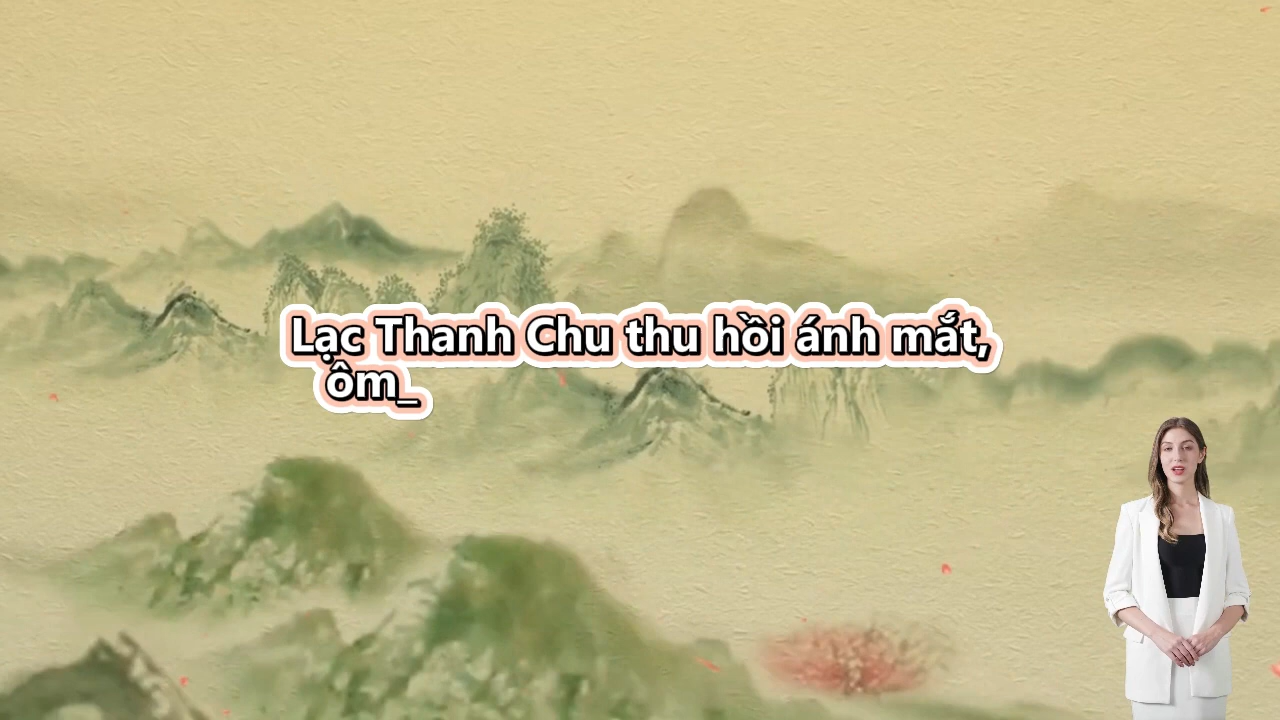 Lạc Thanh Chu thu hồi ánh mắt,
ôm_